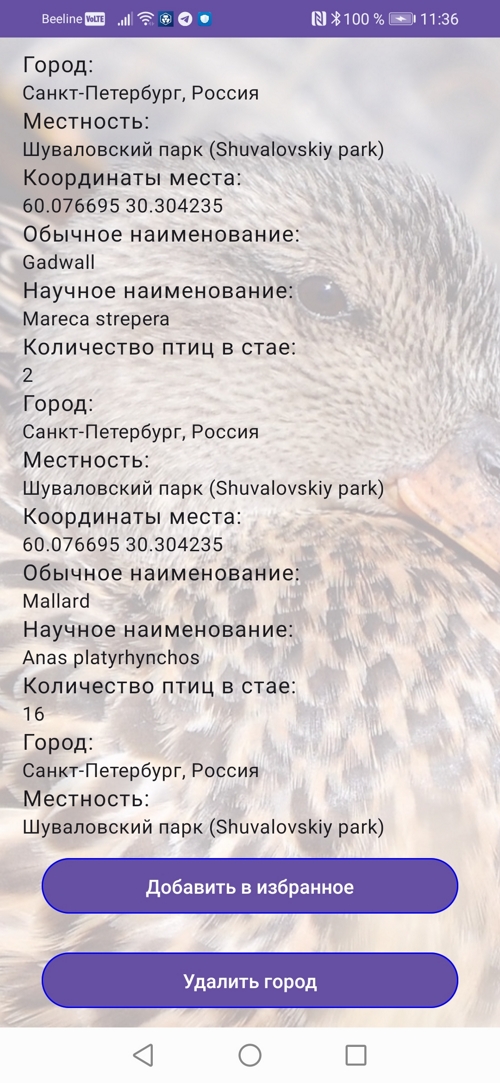 Beeline VoLTE 100 % 11:36
Город:
Санкт-Петербург, Россия
Местность:
Шуваловский парк (Shuvalovskiy park)
Координаты места:
60.076695 30.304235
Обычное наименование:
Gadwall
Научное наименование:
Mareca strepera
Количество птиц в стае:
2
Город:
Санкт-Петербург, Россия
Местность:
Шуваловский парк (Shuvalovskiy park)
Координаты места:
60.076695 30.304235
Обычное наименование:
Mallard
Научное наименование:
Anas platyrhynchos
Количество птиц в стае:
16
Город:
Санкт-Петербург, Россия
Местность:
Шуваловский парк (Shuvalovskiy park)
Добавить в избранное
Удалить город